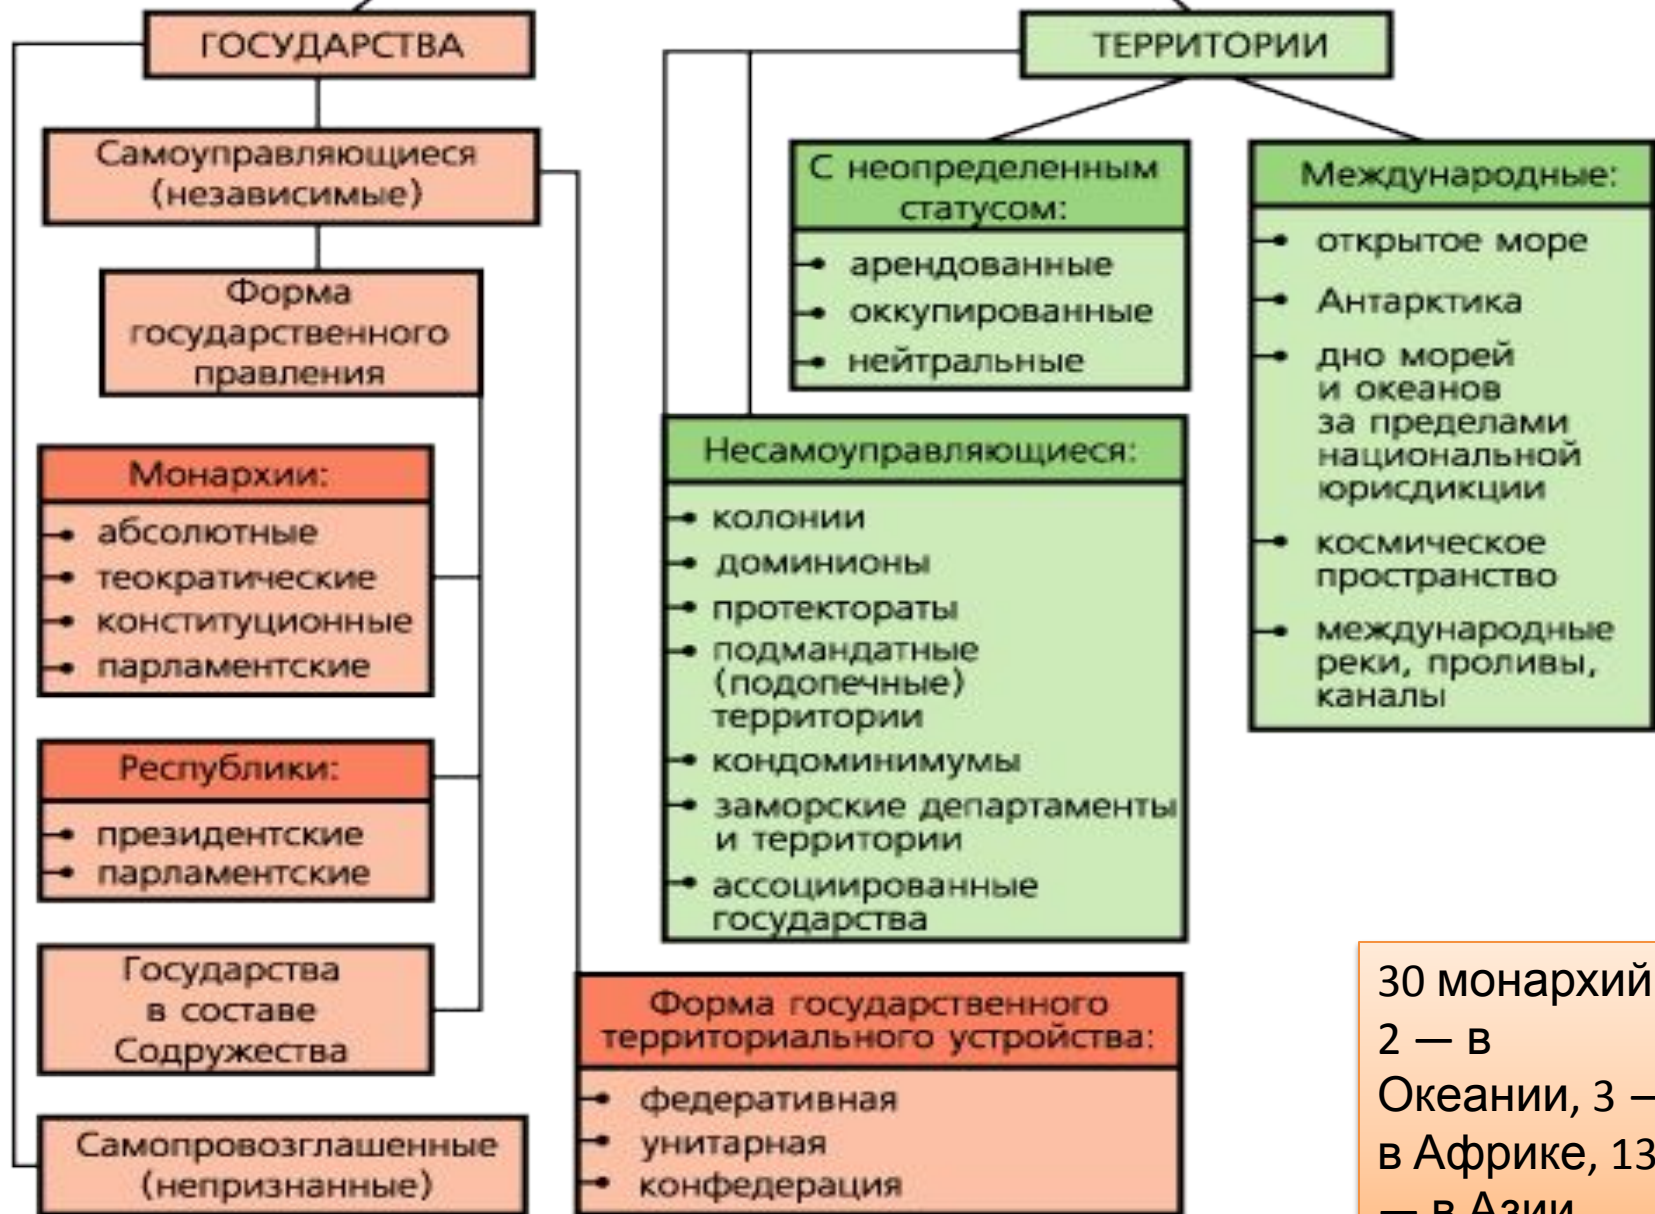 ГОСУДАРСТВА
Самоуправляющиеся
(независимые)
Форма
государственного
правления
Монархии:
абсолютные
теократические
конституционные
парламентские
Республики:
президентские
парламентские
Государства
в составе
Содружества
Самопровозглашенные
(непризнанные)
ТЕРРИТОРИИ
С неопределенным
статусом:
арендованные
оккупированные
нейтральные
Международные:
открытое море
Антарктика
дно морей
и океанов
за пределами
национальной
юрисдикции
космическое
пространство
международные
реки, проливы,
каналы
Несамоуправляющиеся:
колонии
доминионы
протектораты
подмандатные
(подопечные)
территории
кондоминимумы
заморские департаменты
и территории
ассоциированные
государства
Форма государственного
территориального устройства:
федеративная
унитарная
конфедерация
30 монархий
2 — в
Океании, 3 —
в Африке, 13
— в Азии